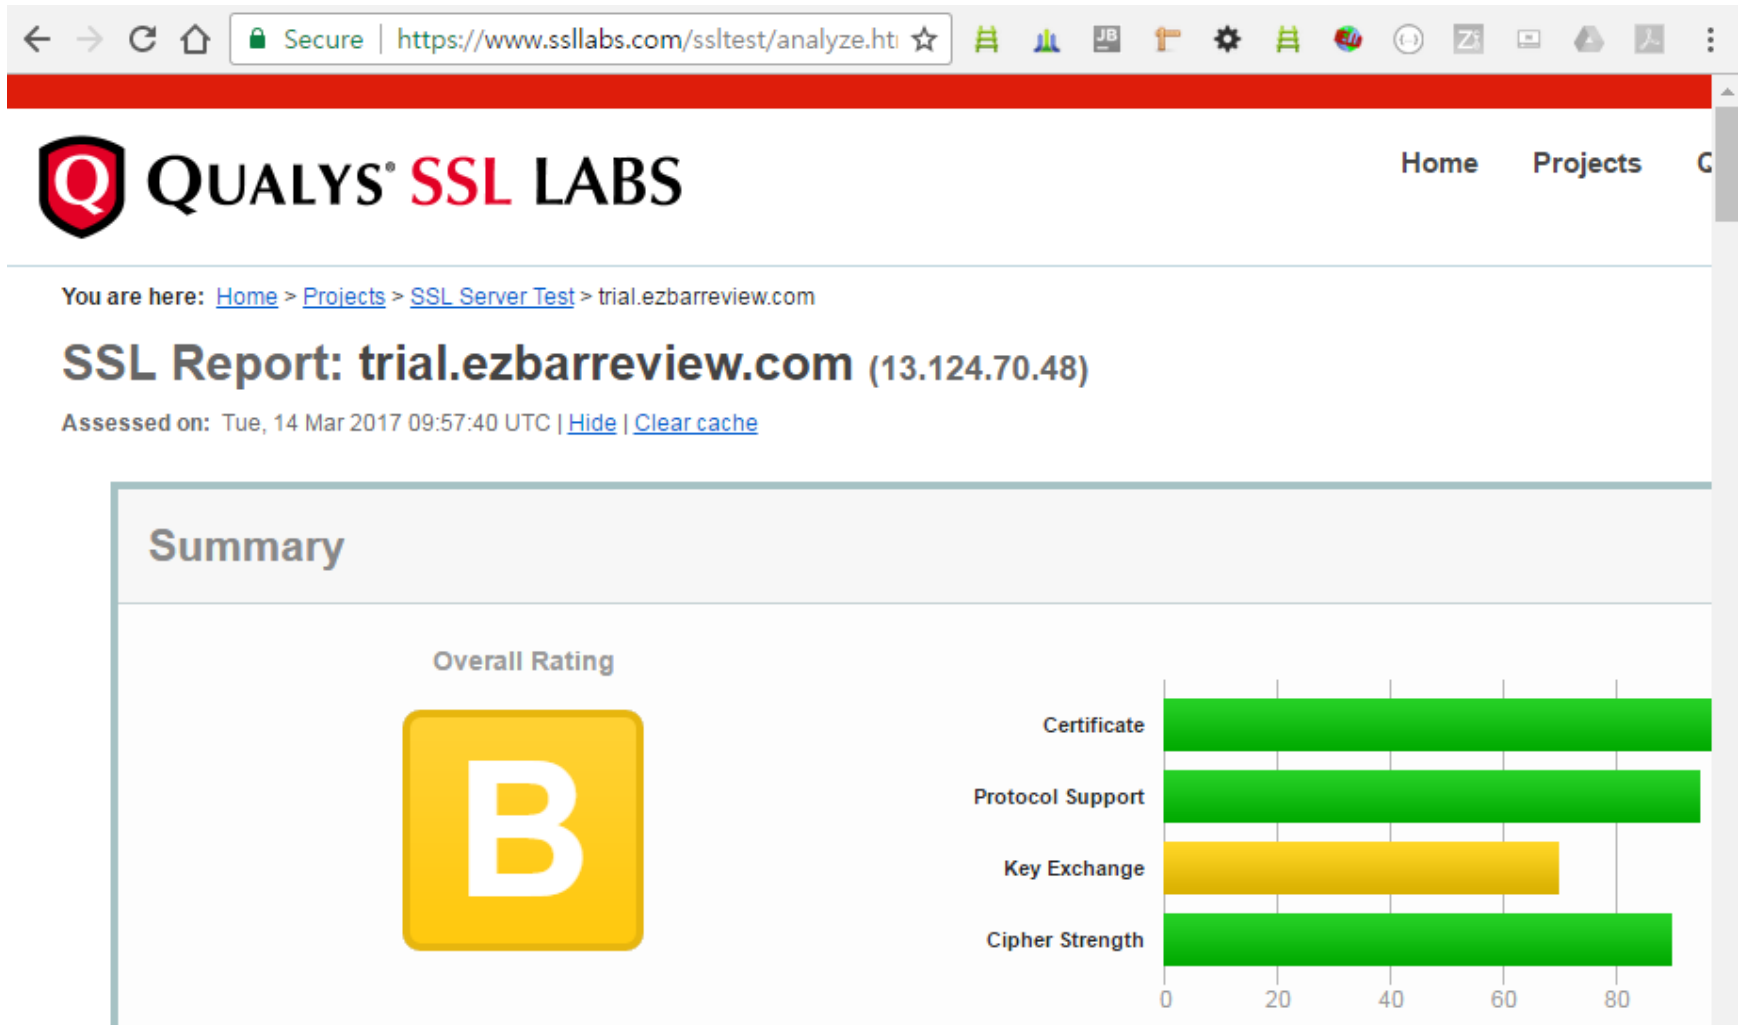 Secure | https://www.ssllabs.com/ssltest/analyze.ht
JB
QUALYS® SSL LABS
Home Projects
You are here: Home > Projects > SSL Server Test > trial.ezbarreview.com
SSL Report: trial.ezbarreview.com (13.124.70.48)
Assessed on: Tue, 14 Mar 2017 09:57:40 UTC | Hide | Clear cache
Summary
Overall Rating
B
Certificate
Protocol Support
Key Exchange
Cipher Strength
0 20 40 60 80